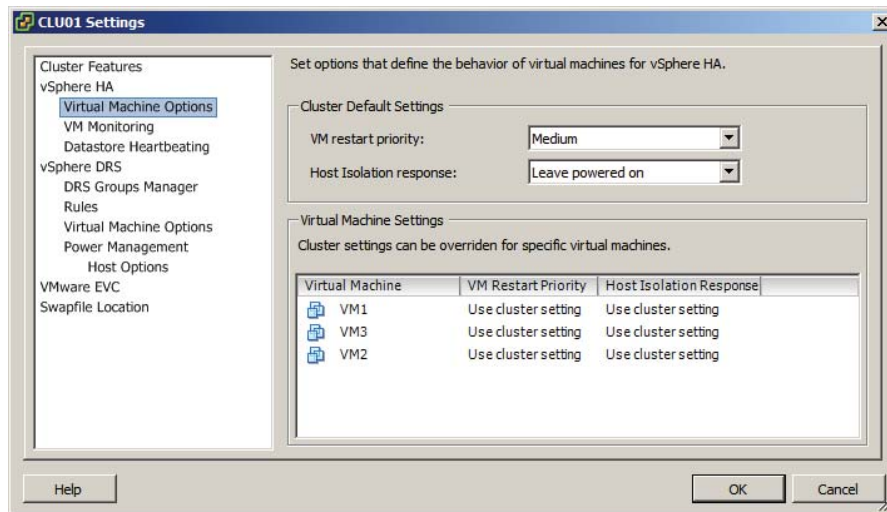 CLU01 Settings
Cluster Features
vSphere HA
Virtual Machine Options
VM Monitoring
Datastore Heartbeating
vSphere DRS
DRS Groups Manager
Rules
Virtual Machine Options
Power Management
Host Options
VMware EVC
Swapfile Location
Set options that define the behavior of virtual machines for vSphere HA.
Cluster Default Settings
VM restart priority: Medium
Host Isolation response: Leave powered on
Virtual Machine Settings
Cluster settings can be overriden for specific virtual machines.
Virtual Machine VM Restart Priority Host Isolation Response
VM1 Use cluster setting Use cluster setting
VM3 Use cluster setting Use cluster setting
VM2 Use cluster setting Use cluster setting
Help OK Cancel